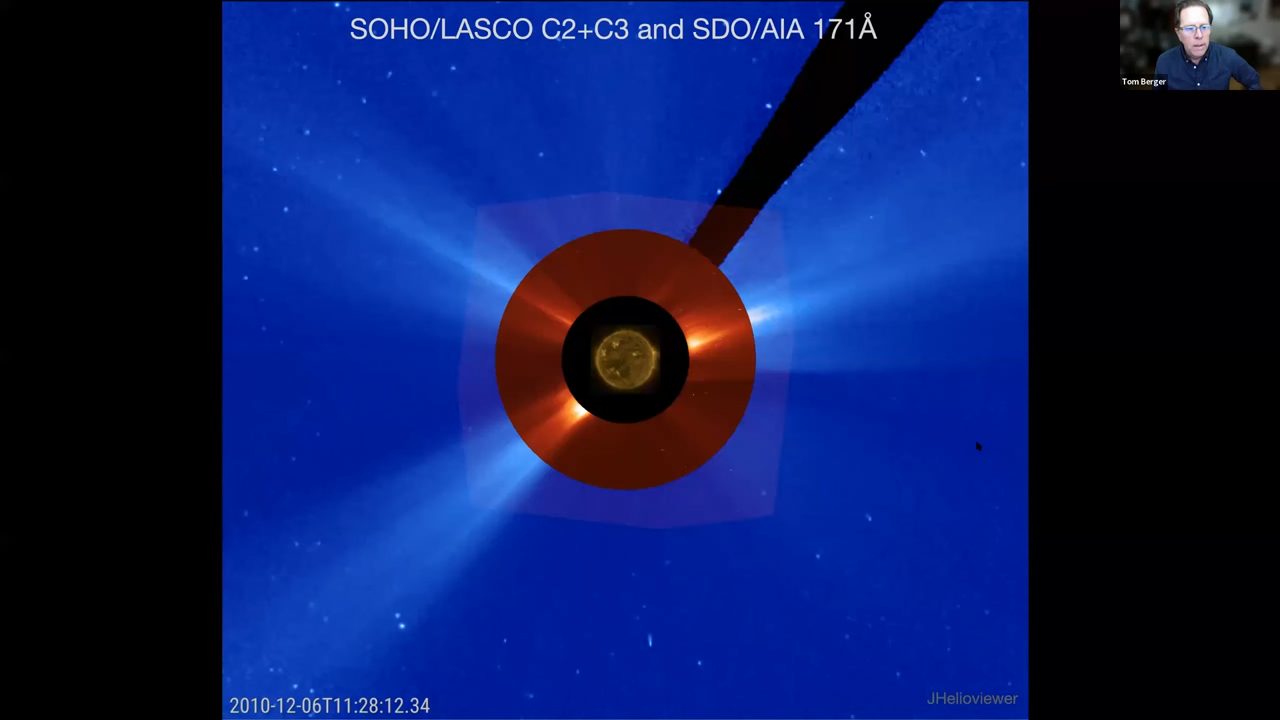 SOHO/LASCO C2+C3 and SDO/AIA 171Å
Tom Berger
2010-12-06T11:28:12.34
JHelioviewer